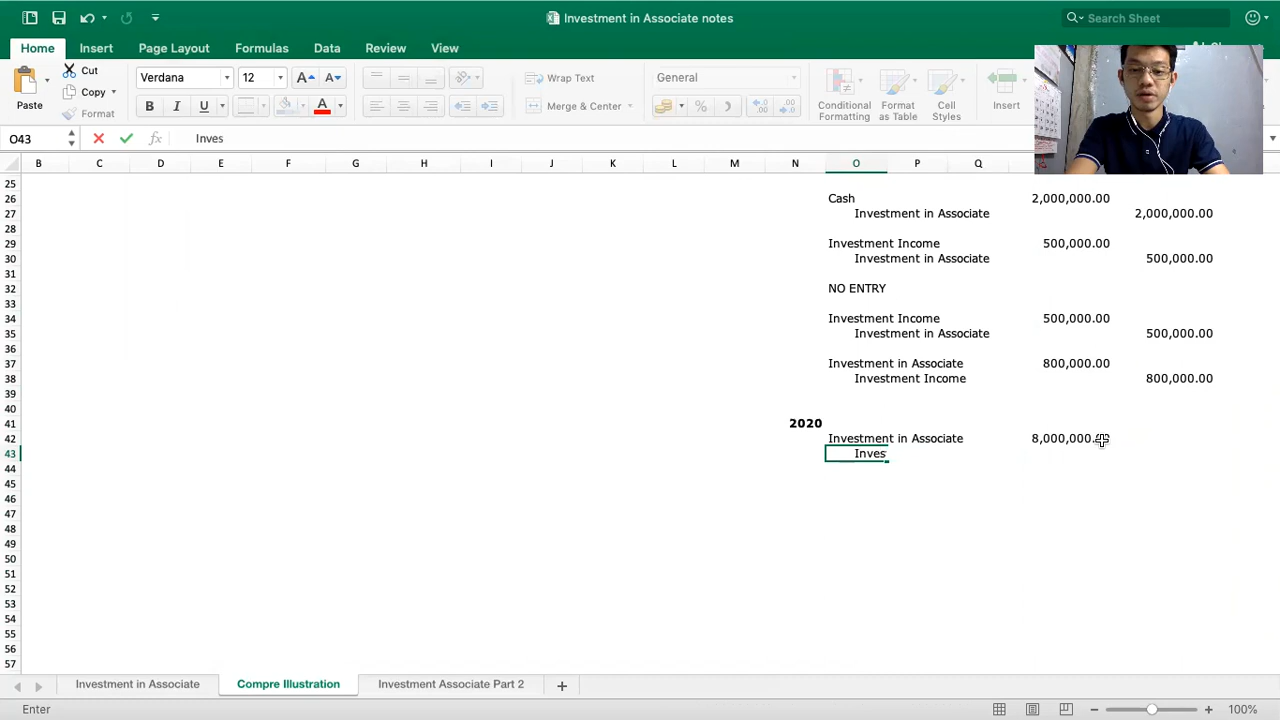 Investment in Associate notes
Search Sheet
Home Insert Page Layout Formulas Data Review View
Paste
Cut
Copy
Format
Verdana 12 A A
B I U A
Wrap Text
Merge & Center
General
%
Conditional Formatting
Format as Table
Cell Styles
Insert
O43 fx Inves
B C D E F G H I J K L M N O P Q
25
26 Cash 2,000,000.00
27 Investment in Associate 2,000,000.00
28
29 Investment Income 500,000.00
30 Investment in Associate 500,000.00
31
32 NO ENTRY
33
34 Investment Income 500,000.00
35 Investment in Associate 500,000.00
36
37 Investment in Associate 800,000.00
38 Investment Income 800,000.00
39
40
41 2020
42 Investment in Associate 8,000,000.00
43 Inves
44
45
46
47
48
49
50
51
52
53
54
55
56
57
Investment in Associate Compre Illustration Investment Associate Part 2
Enter 100%